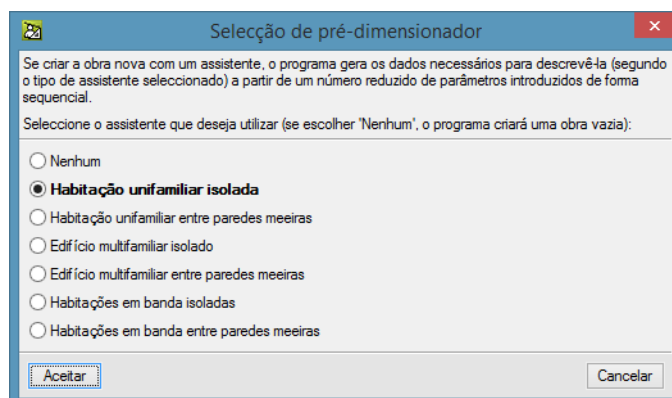 Selecção de pré-dimensionador
Se criar a obra nova com um assistente, o programa gera os dados necessários para descrevê-la (segundo
o tipo de assistente seleccionado) a partir de um número reduzido de parâmetros introduzidos de forma
sequencial.
Seleccione o assistente que deseja utilizar (se escolher 'Nenhum', o programa criará uma obra vazia):
Nenhum
Habitação unifamiliar isolada
Habitação unifamiliar entre paredes meeiras
Edifício multifamiliar isolado
Edifício multifamiliar entre paredes meeiras
Habitações em banda isoladas
Habitações em banda entre paredes meeiras
Aceitar
Cancelar